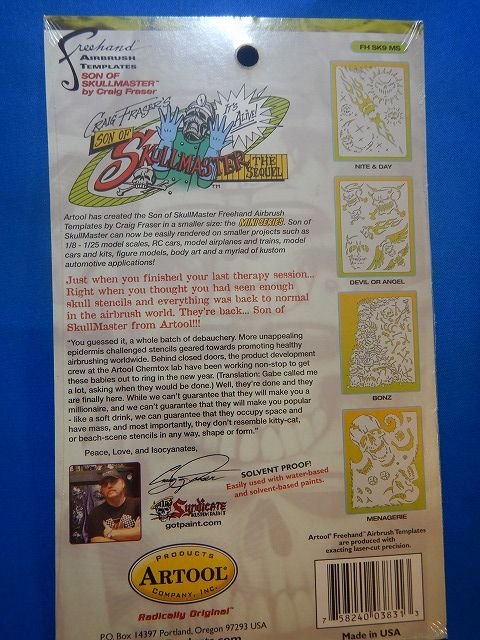 Freehand
AIRBRUSH
TEMPLATES
SON OF
SKULLMASTER™
by Craig Fraser
FH SK9 MS
CRAIG FRASER'S
IT'S ALIVE!
SON OF
SKULLMASTER
THE SEQUEL
TM
NITE & DAY
Artool has created the Son of SkullMaster Freehand Airbrush
Templates by Craig Fraser in a smaller size: the MINI SERIES. Son of
SkullMaster can now be easily rendered on smaller projects such as
1/8 - 1/25 model scales, RC cars, model airplanes and trains, model
cars and kits, figure models, body art and a myriad of kustom
automotive applications!
DEVIL OR ANGEL
Just when you finished your last therapy session...
Right when you thought you had seen enough
skull stencils and everything was back to normal
in the airbrush world. They're back... Son of
SkullMaster from Artool!!!
"You guessed it, a whole batch of debauchery. More unappealing
epidermis challenged stencils geared towards promoting healthy
airbrushing worldwide. Behind closed doors, the product development
crew at the Artool Chemtox lab have been working non-stop to get
these babies out to ring in the new year. (Translation: Gabe called me
a lot, asking when they would be done.) Well, they're done and they
are finally here. While we can't guarantee that they will make you a
millionaire, and we can't guarantee that will make you popular
- like a soft drink, we can guarantee that they occupy space and
have mass, and most importantly, they don't resemble kitty-cat,
or beach-scene stencils in any way, shape or form."
BONZ
Peace, Love, and Isocyanates,
SOLVENT PROOF!
Easily used with water-based
and solvent-based paints.
Syndicate
gotpaint.com
MENAGERIE
Artool® Freehand™ Airbrush Templates
are produced with
exacting laser-cut precision.
PRODUCTS
ARTOOL®
COMPANY, INC.
Radically Original™
P.O. BOX 14397 Portland, Oregon 97293 USA
7 58240 03831 3
Made in USA